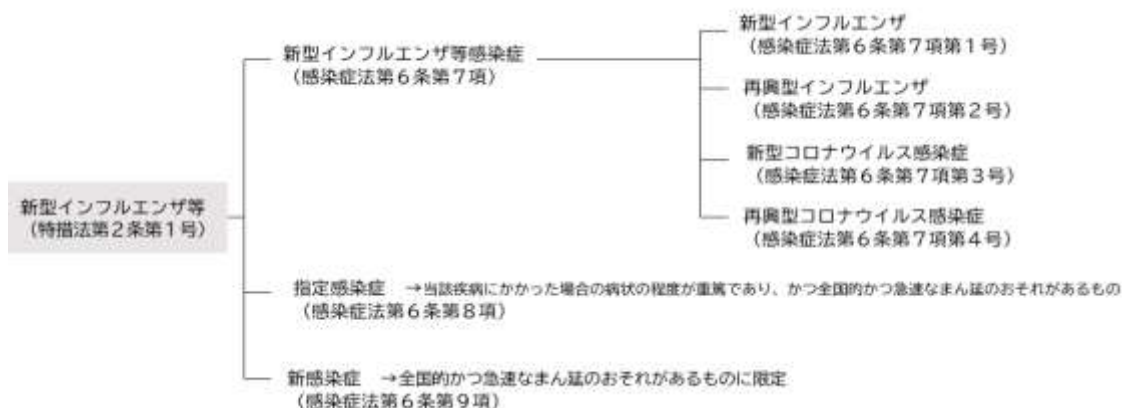 新型インフルエンザ等
（特措法第２条第１号）
新型インフルエンザ等感染症
（感染症法第６条第７項）
新型インフルエンザ
（感染症法第６条第７項第１号）
再興型インフルエンザ
（感染症法第６条第７項第２号）
新型コロナウイルス感染症
（感染症法第６条第７項第３号）
再興型コロナウイルス感染症
（感染症法第６条第７項第４号）
指定感染症　→当該疾病にかかった場合の病状の程度が重篤であり、かつ全国的かつ急速なまん延のおそれがあるもの
（感染症法第６条第８項）
新感染症　→全国的かつ急速なまん延のおそれがあるものに限定
（感染症法第６条第９項）